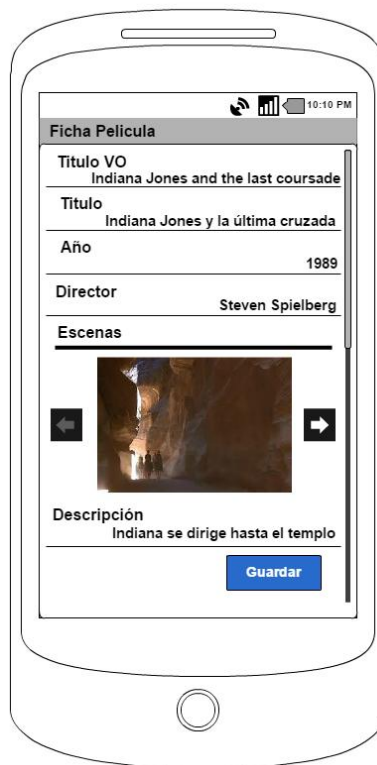 10:10 PM
Ficha Pelicula
Titulo VO
Indiana Jones and the last coursade
Titulo
Indiana Jones y la última cruzada
Año
1989
Director
Steven Spielberg
Escenas
Descripción
Indiana se dirige hasta el templo
Guardar